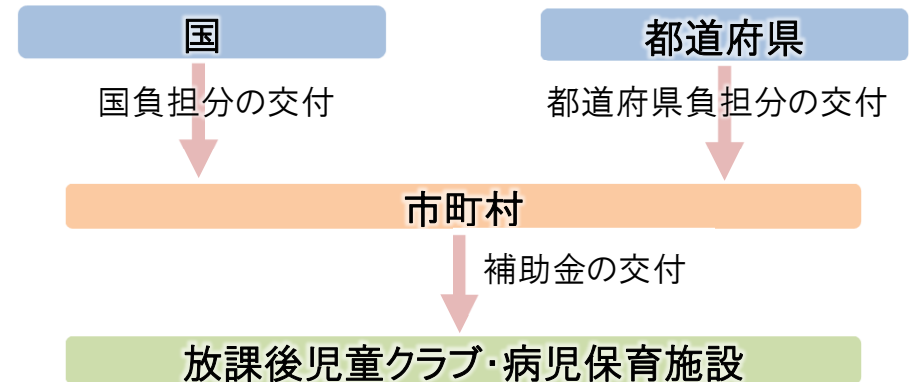 国
都道府県
国負担分の交付
都道府県負担分の交付
市町村
補助金の交付
放課後児童クラブ・病児保育施設